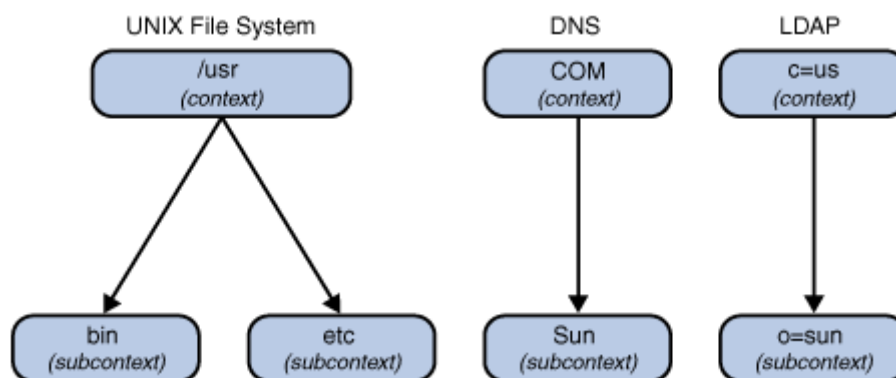 UNIX File System
DNS
LDAP
/usr
(context)
COM
(context)
c=us
(context)
bin
(subcontext)
etc
(subcontext)
Sun
(subcontext)
o=sun
(subcontext)